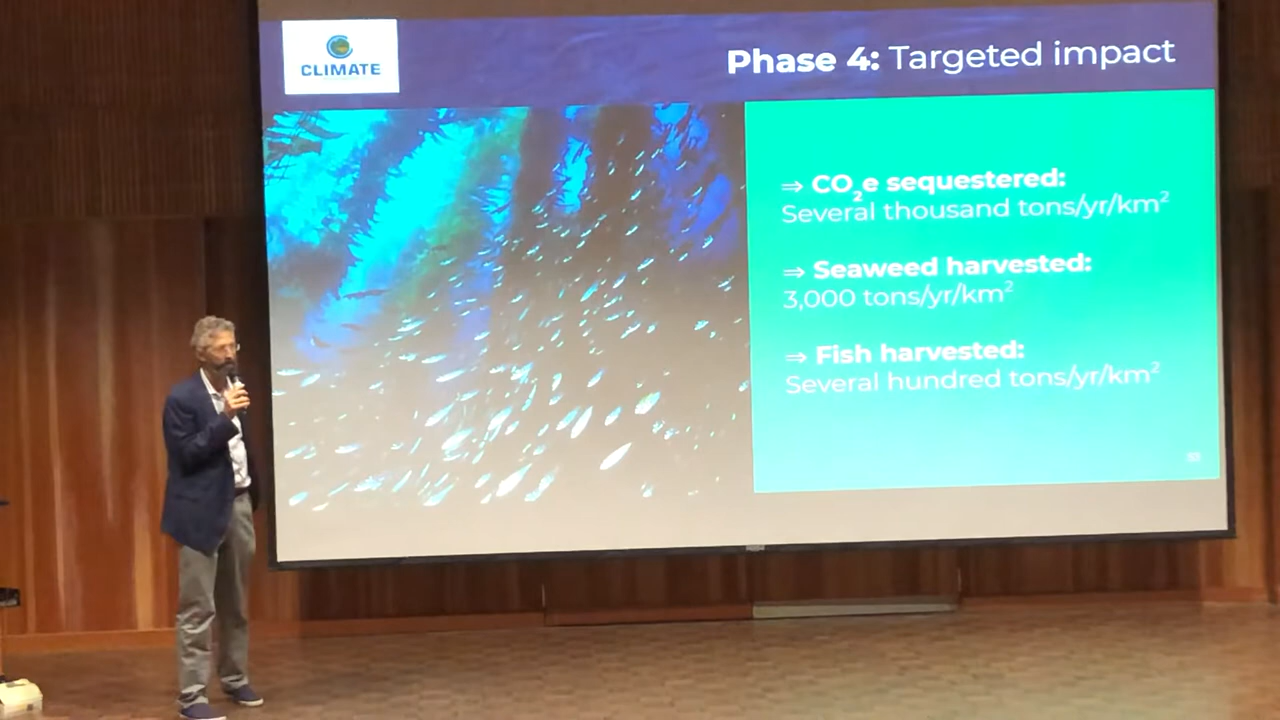 CLIMATE
Phase 4: Targeted impact
⇒ CO₂e sequestered:
Several thousand tons/yr/km²
⇒ Seaweed harvested:
3,000 tons/yr/km²
⇒ Fish harvested:
Several hundred tons/yr/km²